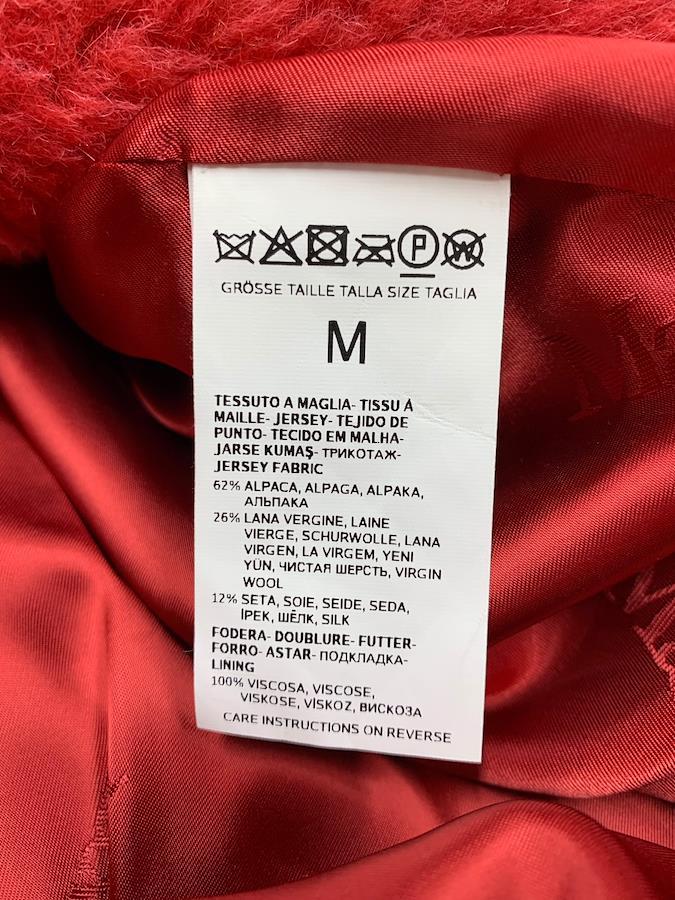 P W
GRÖSSE TAILLE TALLA SIZE TAGLIA
M
TESSUTO A MAGLIA- TISSU À
MAILLE- JERSEY- TEJIDO DE
PUNTO- TECIDO EM MALHA-
JARSE KUMAŞ- ТРИКОТАЖ-
JERSEY FABRIC
62% ALPACA, ALPAGA, ALPAKA,
АЛЬПАКА
26% LANA VERGINE, LAINE
VIERGE, SCHURWOLLE, LANA
VIRGEN, LA VIRGEM, YENI
YÜN, ЧИСТАЯ ШЕРСТЬ, VIRGIN
WOOL
12% SETA, SOIE, SEIDE, SEDA,
İPEK, ШЁЛК, SILK
FODERA- DOUBLURE- FUTTER-
FORRO- ASTAR- ПОДКЛАДКА-
LINING
100% VISCOSA, VISCOSE,
VISKOSE, VİSKOZ, ВИСКОЗА
CARE INSTRUCTIONS ON REVERSE